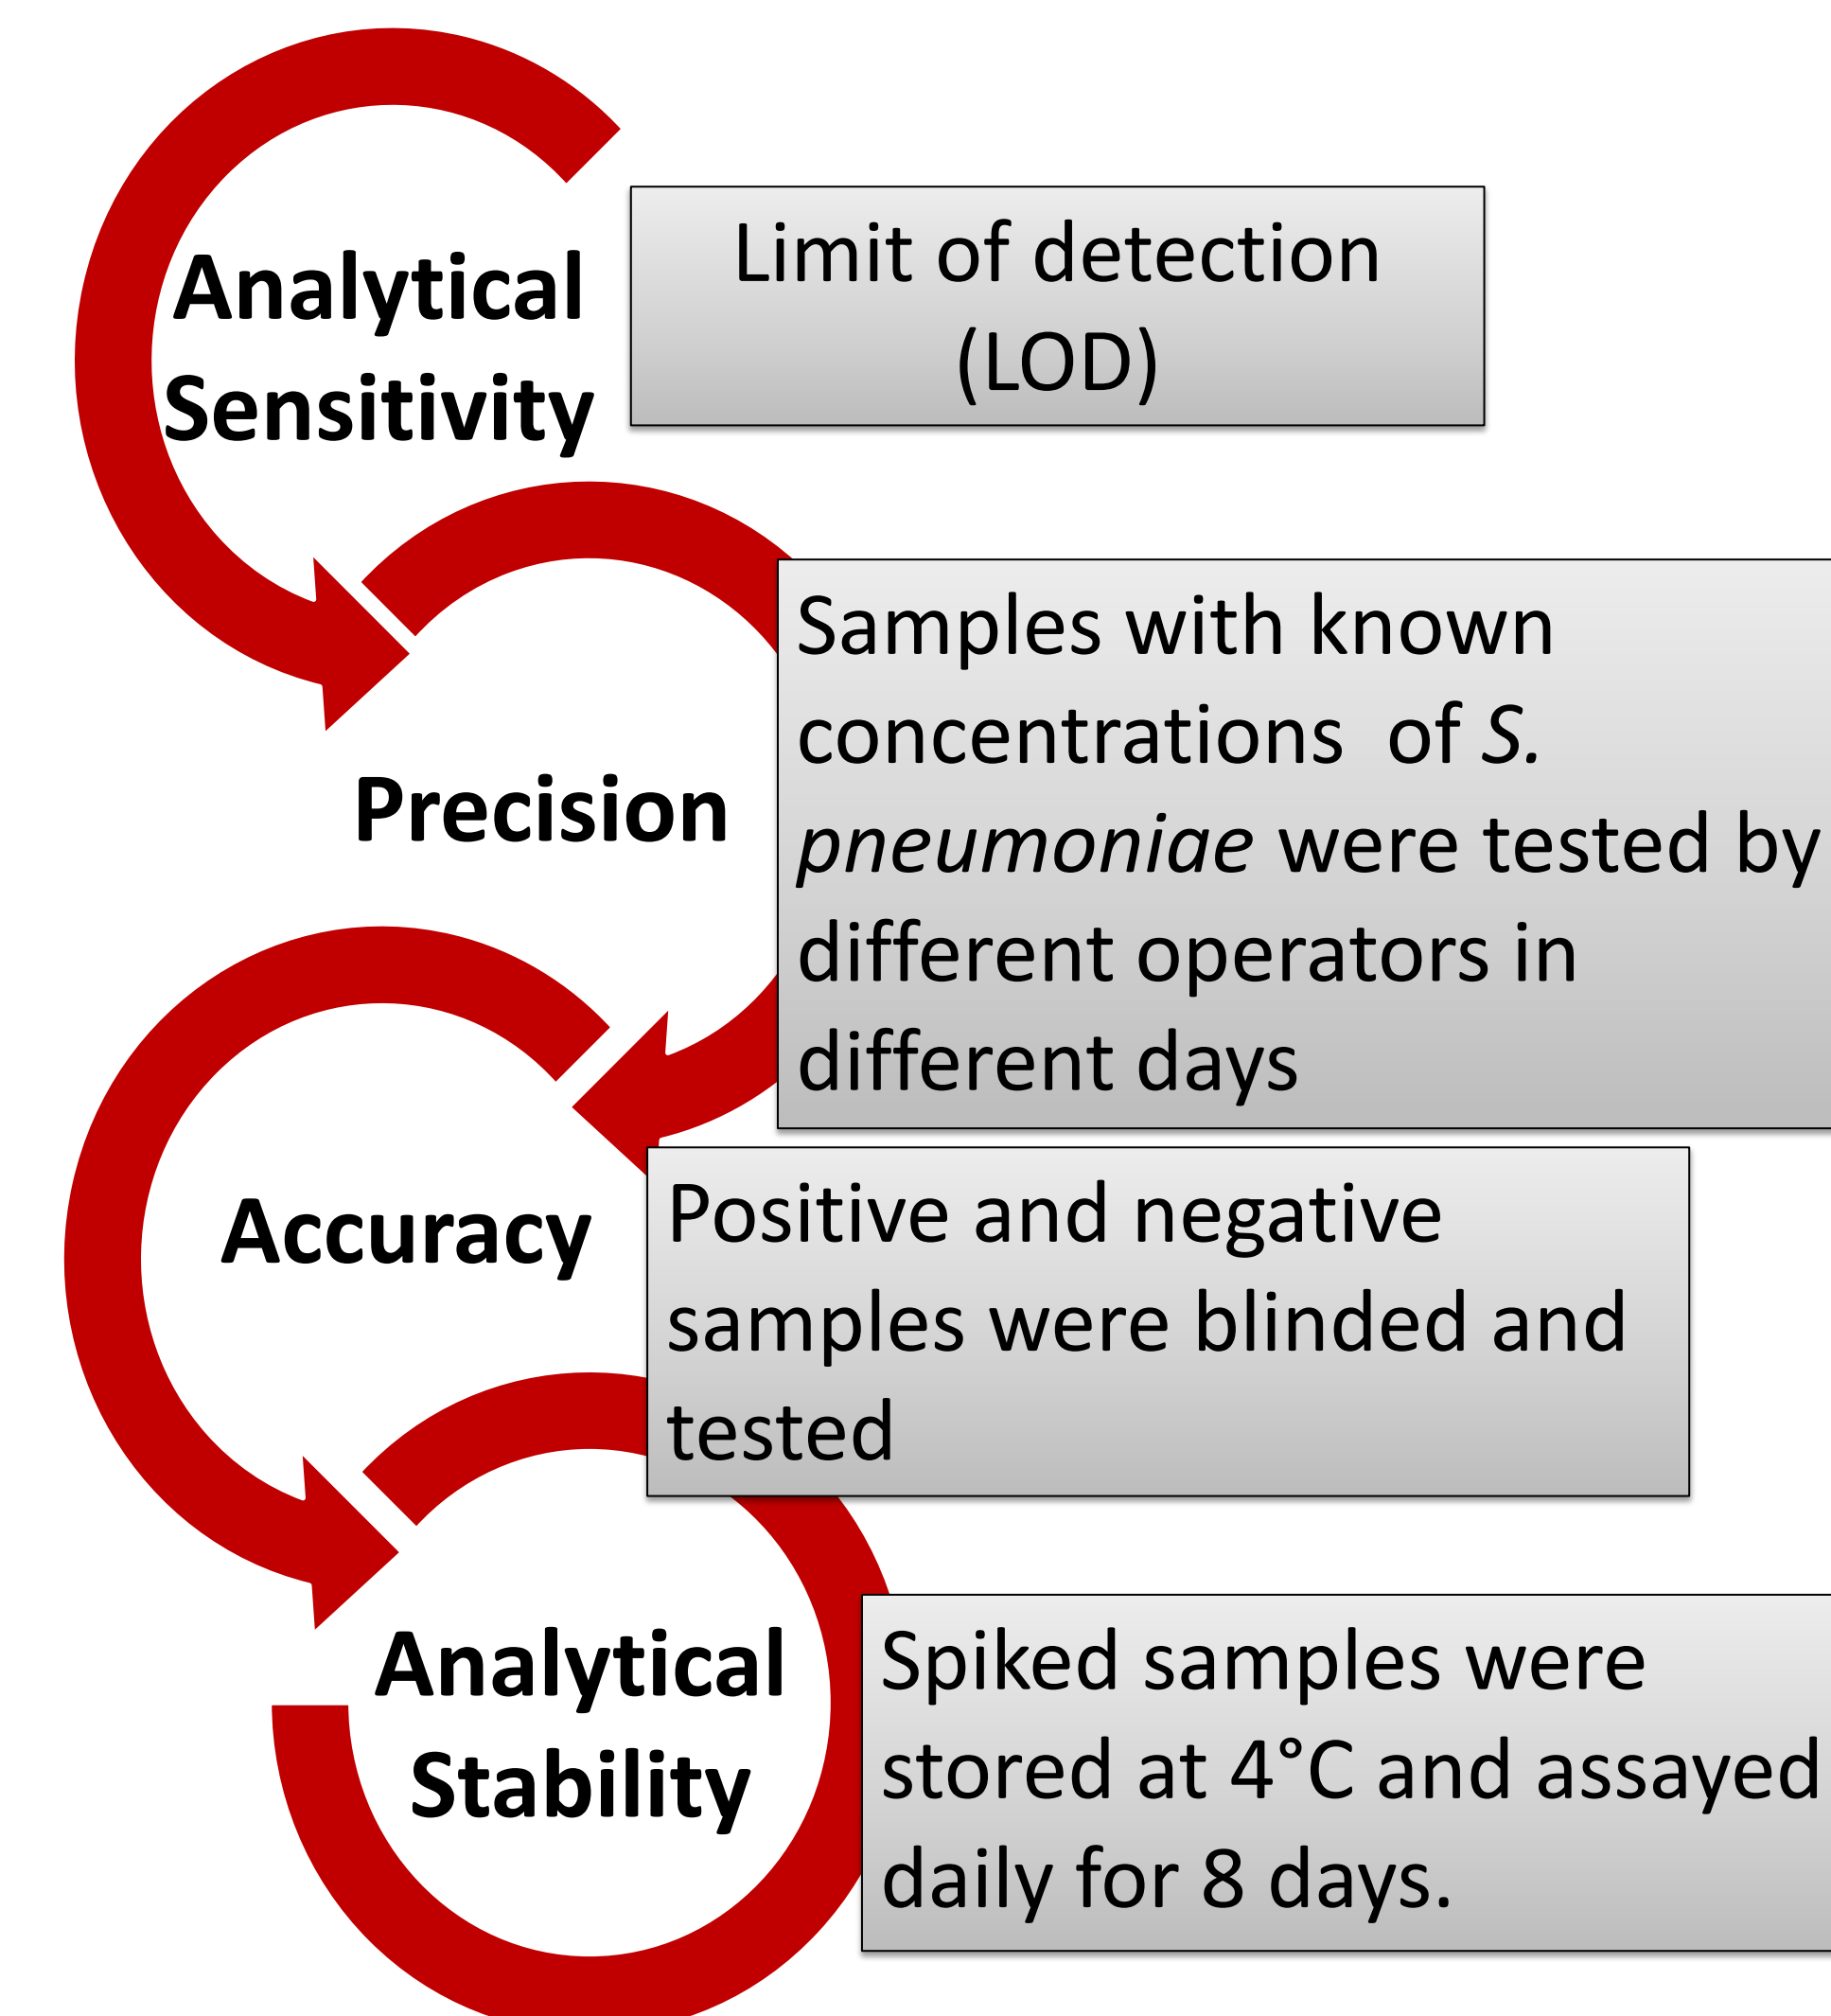 Analytical
Sensitivity
Limit of detection
(LOD)
Precision
Samples with known
concentrations  of S.
pneumoniae were tested by
different operators in
different days
Accuracy
Positive and negative
samples were blinded and
tested
Analytical
Stability
Spiked samples were
stored at 4°C and assayed
daily for 8 days.